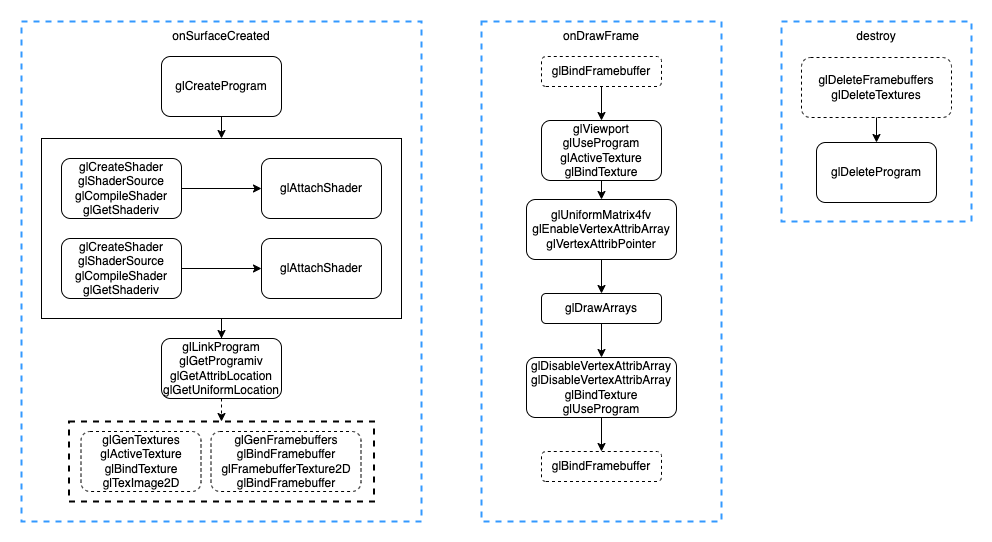 onSurfaceCreated
glCreateProgram
glCreateShader
glShaderSource
glCompileShader
glGetShaderiv
glAttachShader
glCreateShader
glShaderSource
glCompileShader
glGetShaderiv
glAttachShader
glLinkProgram
glGetProgramiv
glGetAttribLocation
glGetUniformLocation
glGenTextures
glActiveTexture
glBindTexture
glTexImage2D
glGenFramebuffers
glBindFramebuffer
glFramebufferTexture2D
glBindFramebuffer
onDrawFrame
glBindFramebuffer
glViewport
glUseProgram
glActiveTexture
glBindTexture
glUniformMatrix4fv
glEnableVertexAttribArray
glVertexAttribPointer
glDrawArrays
glDisableVertexAttribArray
glDisableVertexAttribArray
glBindTexture
glUseProgram
glBindFramebuffer
destroy
glDeleteFramebuffers
glDeleteTextures
glDeleteProgram